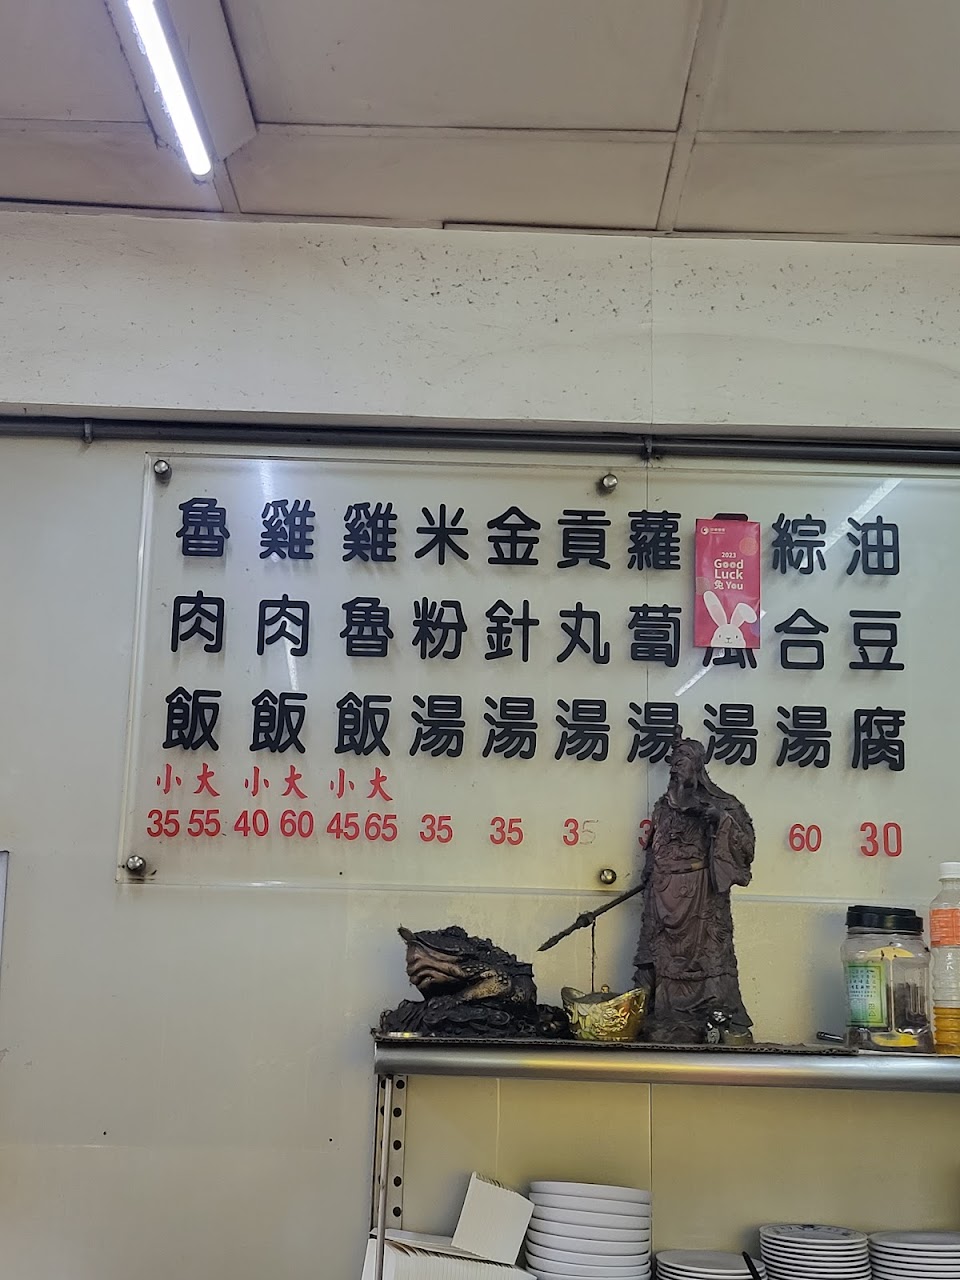 魯肉飯
小 大
35 55
雞肉飯
小 大
40 60
雞魯飯
小 大
45 65
米粉湯
35
金針湯
35
貢丸湯
35
蘿蔔湯
瓜湯
綜合湯
60
油豆腐
30
2023
Good
Luck
兔 You